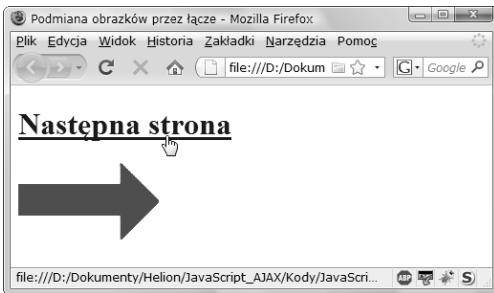 Podmiana obrazków przez łącze - Mozilla Firefox
Plik Edycja Widok Historia Zakładki Narzędzia Pomoc
file:///D:/Dokum G Google
Następna strona
file:///D:/Dokumenty/Helion/JavaScript_AJAX/Kody/JavaScri... ABP S